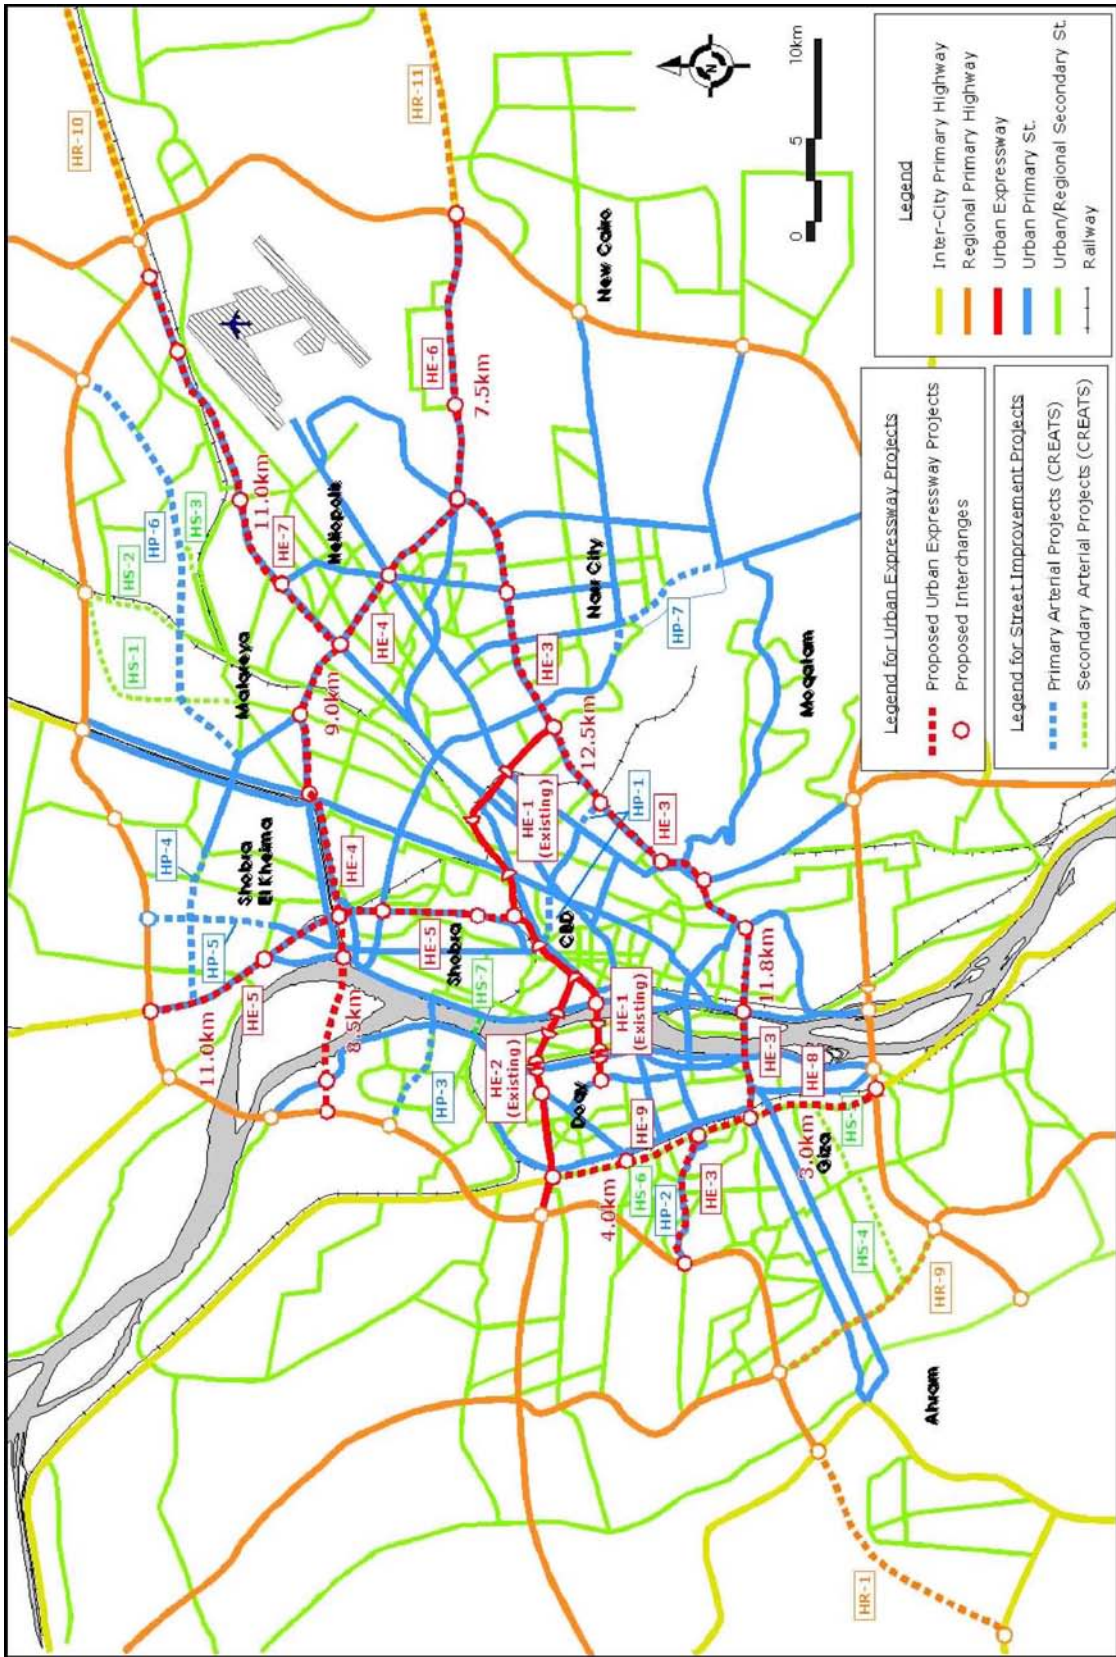 HR-10
HR-11
N
0
5
10km
HP-6
HS-2
HS-3
HS-1
11.0km
HE-7
HE-6
7.5km
New Cairo
Heliopolis
HE-4
Matareya
9.0km
HE-3
Nasr City
HP-7
12.5km
Moqatam
HP-4
Shobra
El Kheima
HE-4
HE-1
(Existing)
HP-1
HE-3
HP-5
HE-5
Shobra
CBD
HE-5
HS-7
11.0km
8.5km
HE-1
(Existing)
11.8km
HE-3
HE-8
HP-3
HE-2
(Existing)
Doqy
HE-9
HS-6
HP-2
HE-3
4.0km
3.0km
Giza
HS-4
HR-9
Ahram
HR-1
Legend
Inter-City Primary Highway
Regional Primary Highway
Urban Expressway
Urban Primary St.
Urban/Regional Secondary St.
Railway
Legend for Urban Expressway Projects
Proposed Urban Expressway Projects
Proposed Interchanges
Legend for Street Improvement Projects
Primary Arterial Projects (CREATS)
Secondary Arterial Projects (CREATS)